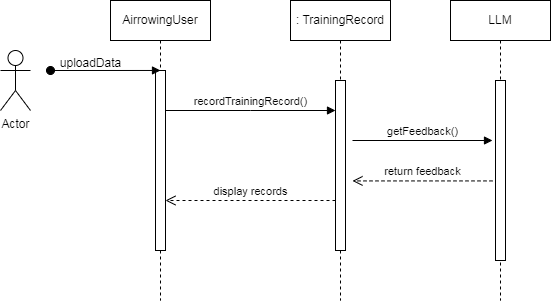 AirrowingUser
: TrainingRecord
LLM
uploadData
Actor
recordTrainingRecord()
getFeedback()
return feedback
display records